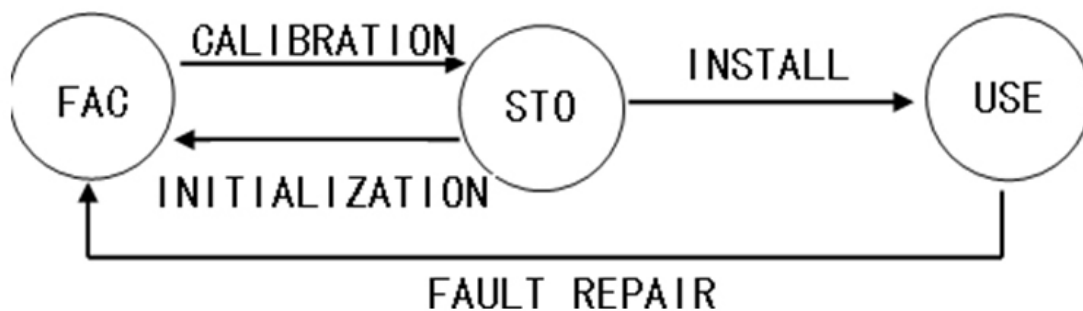 CALIBRATION
FAC
STO
INSTALL
USE
INITIALIZATION
FAULT REPAIR